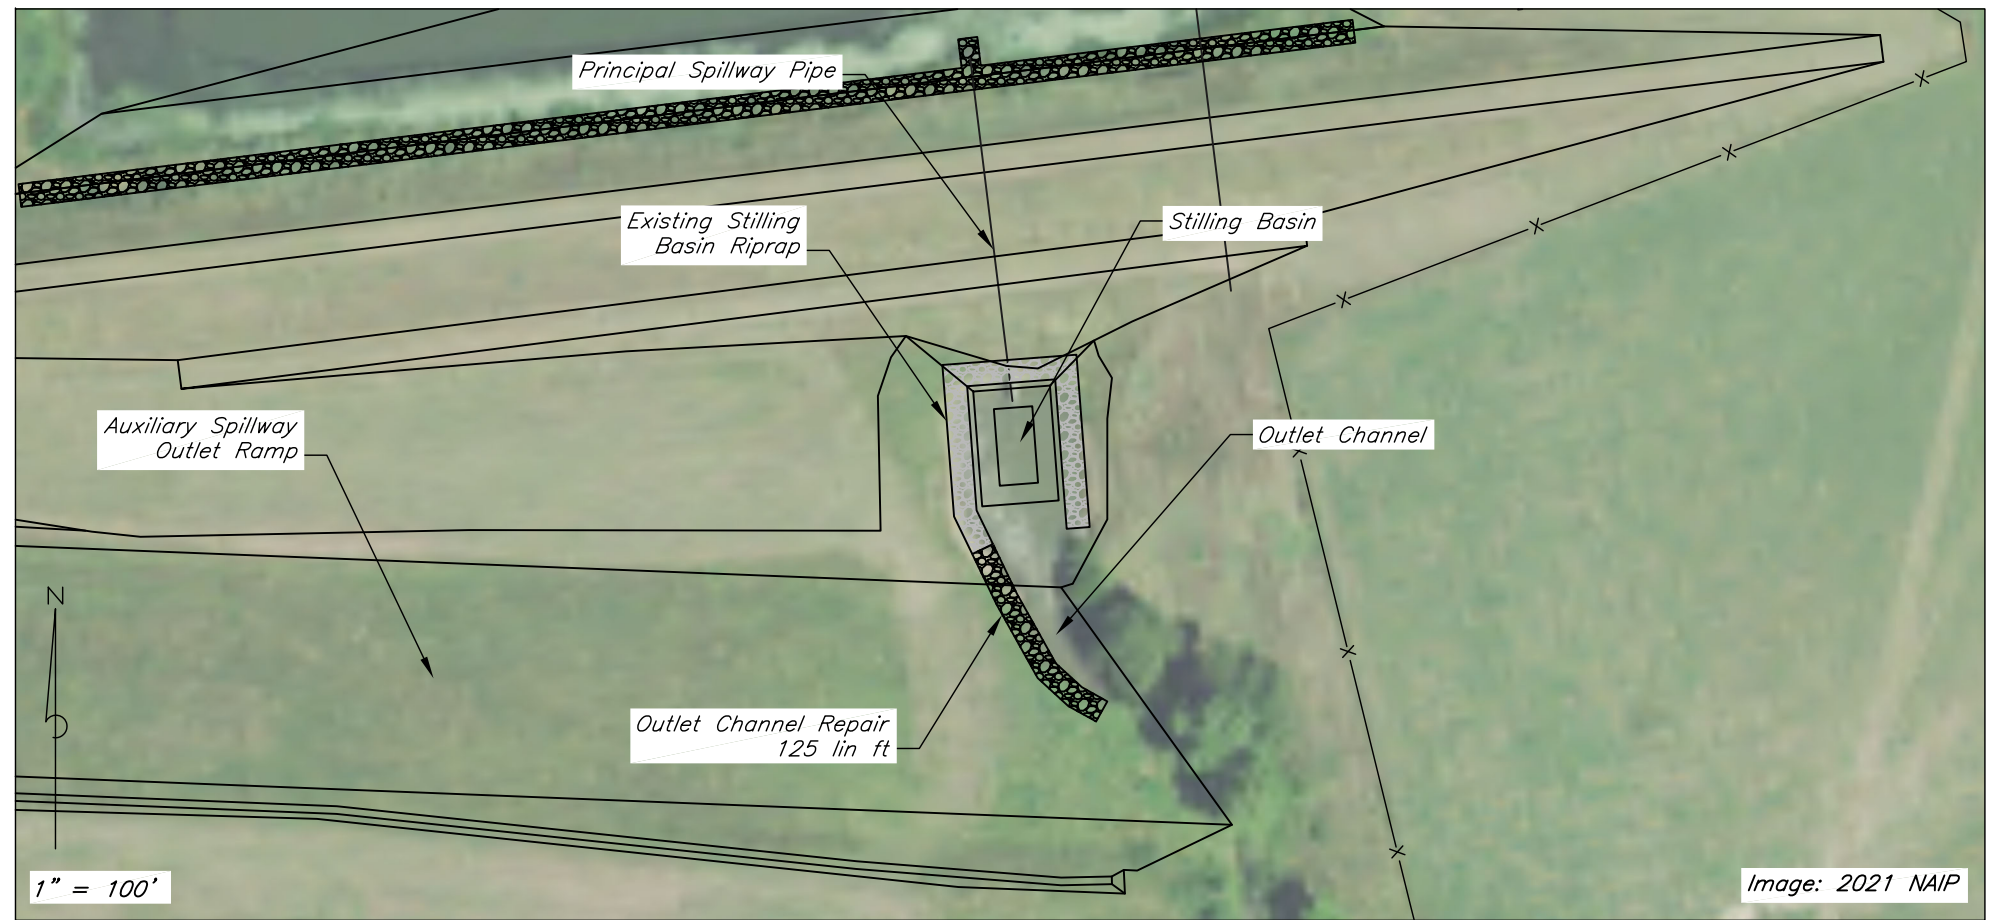 Principal Spillway Pipe
Existing Stilling
Basin Riprap
Stilling Basin
Auxiliary Spillway
Outlet Ramp
Outlet Channel
N
Outlet Channel Repair
125 lin ft
1" = 100'
Image: 2021 NAIP